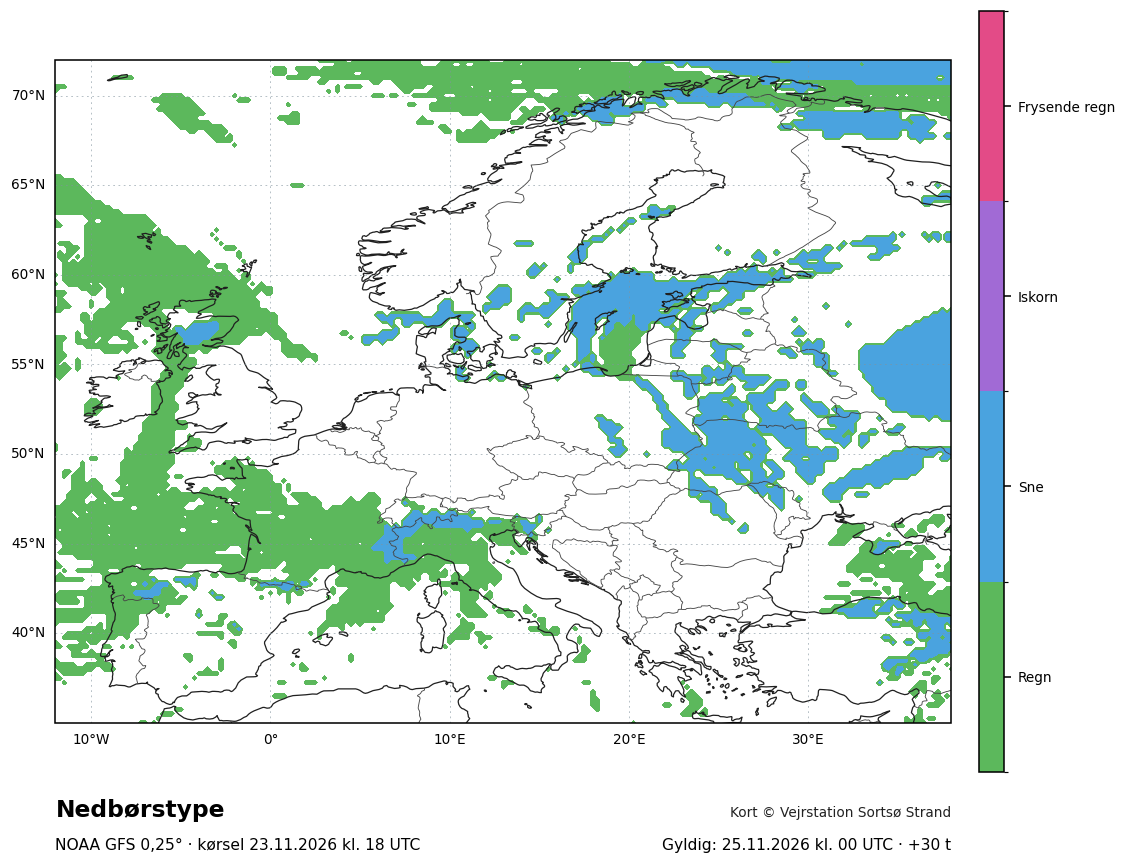 70°N
65°N
60°N
55°N
50°N
45°N
40°N
10°W
0°
10°E
20°E
30°E
Frysende regn
Iskorn
Sne
Regn
Nedbørstype
Kort © Vejrstation Sortsø Strand
NOAA GFS 0,25° · kørsel 23.11.2026 kl. 18 UTC
Gyldig: 25.11.2026 kl. 00 UTC · +30 t